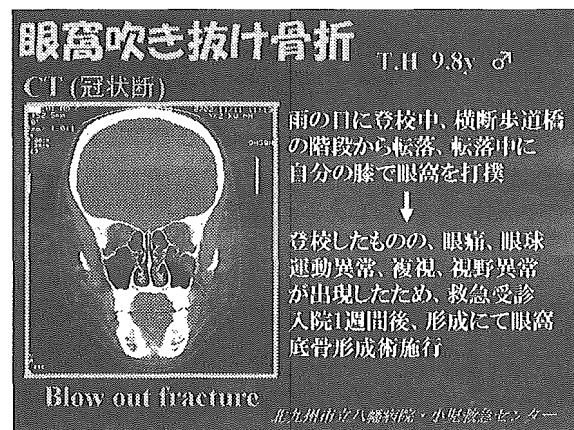 眼窩吹き抜け骨折
T.H 9.8y ♂
CT (冠状断)
雨の日に登校中、横断歩道橋
の階段から転落、転落中に
自分の膝で眼窩を打撲
↓
登校したものの、眼痛、眼球
運動異常、複視、視野異常
が出現したため、救急受診
入院1週間後、形成にて眼窩
底骨形成術施行
Blow out fracture
北九州市立八幡病院・小児救急センター